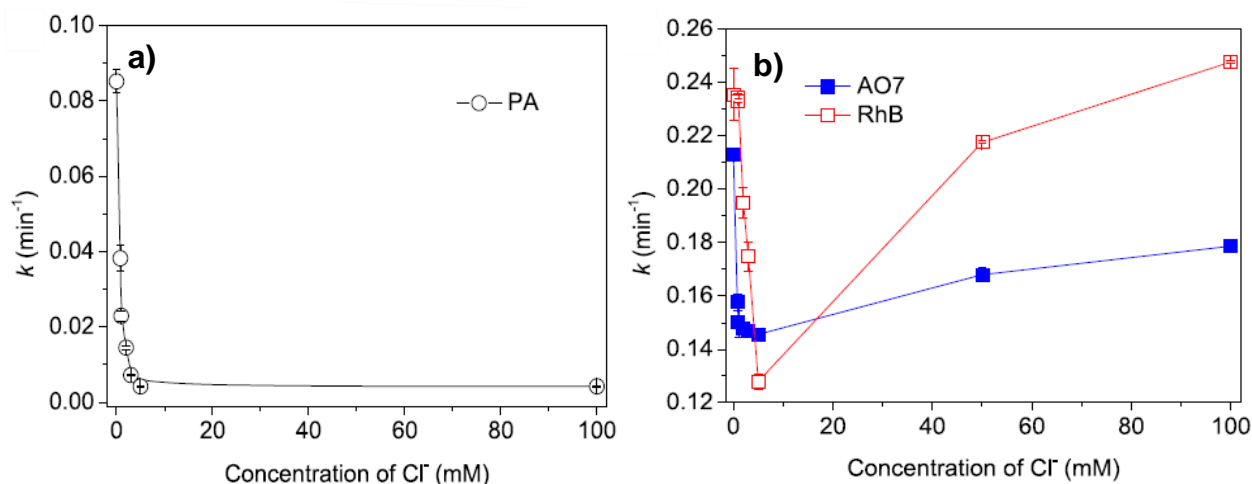 a)
PA
0.10
0.08
0.06
0.04
0.02
0.00
k (min⁻¹)
0
20
40
60
80
100
Concentration of Cl⁻ (mM)
b)
AO7
RhB
0.26
0.24
0.22
0.20
0.18
0.16
0.14
0.12
k (min⁻¹)
0
20
40
60
80
100
Concentration of Cl⁻ (mM)